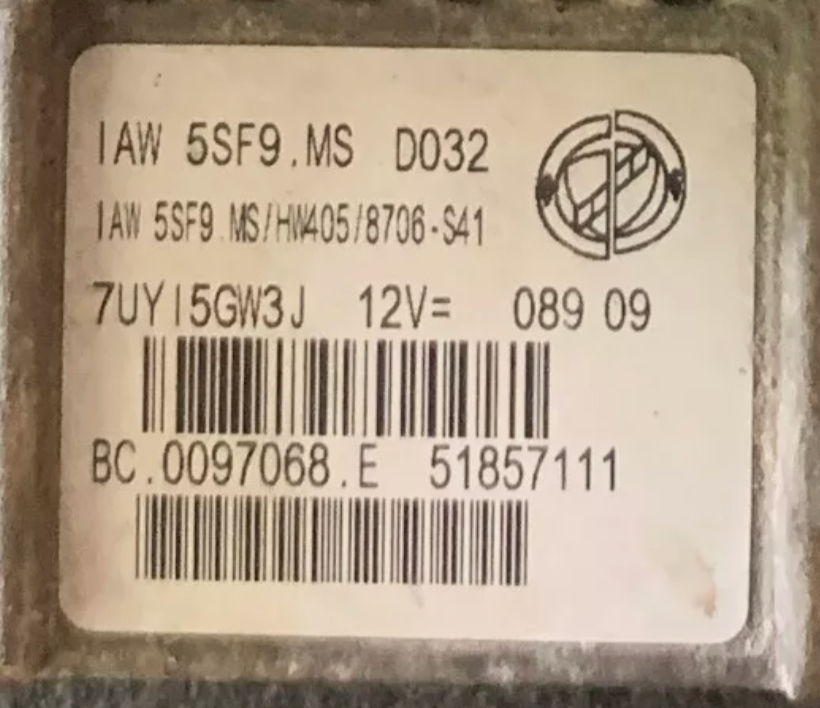 IAW 5SF9.MS D032
IAW 5SF9.MS/HW405/8706-S41
7UYI5GW3J 12V= 089 09
BC.0097068.E 51857111